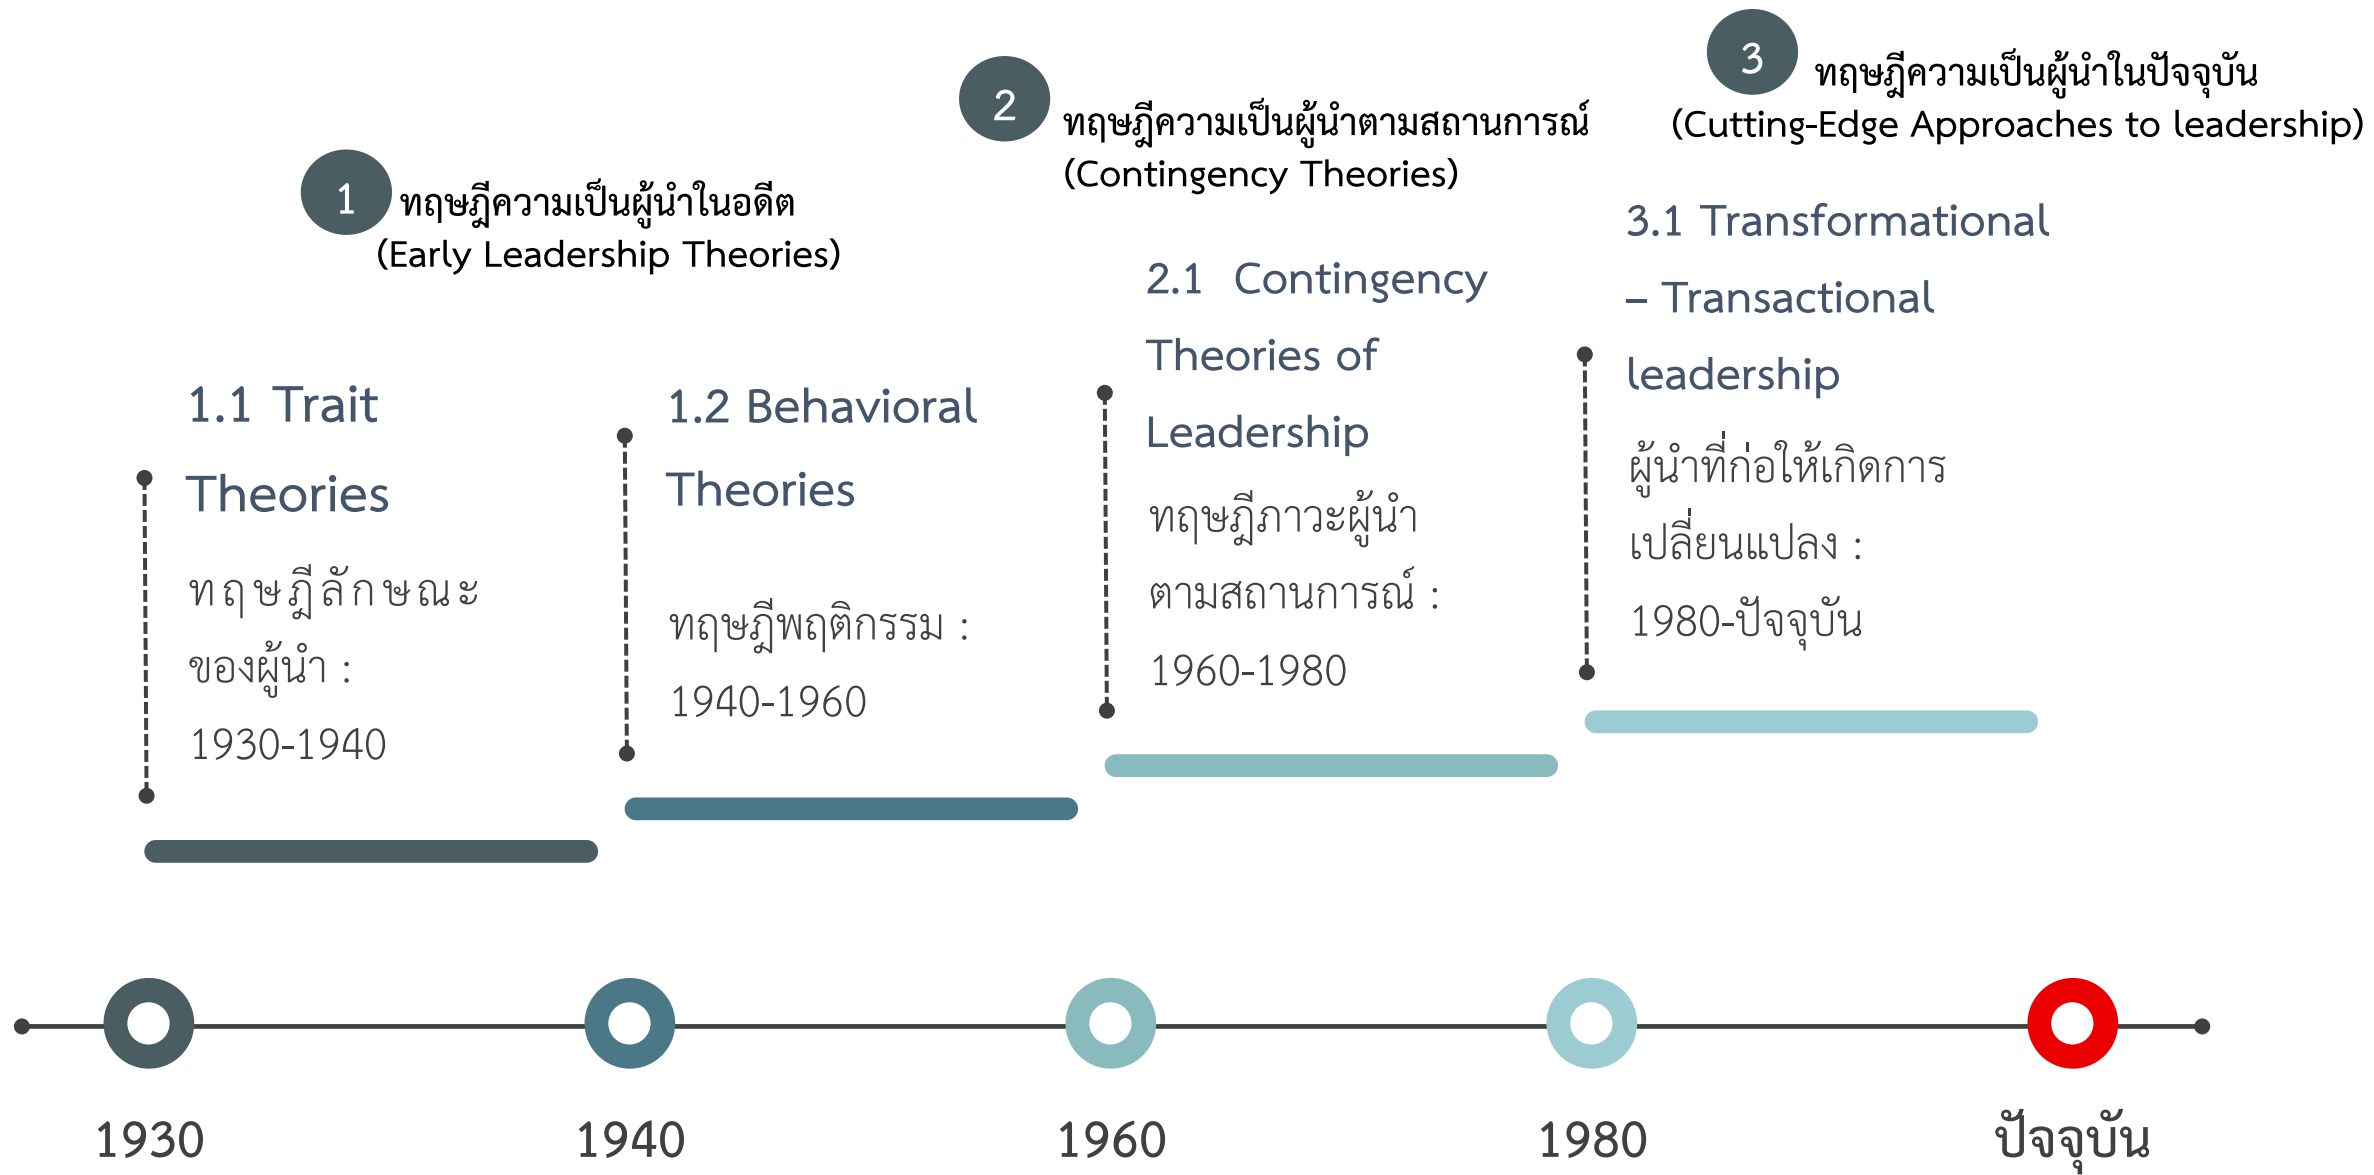 1
ทฤษฎีความเป็นผู้นำในอดีต
(Early Leadership Theories)
1.1 Trait
Theories
ทฤษฎีลักษณะ
ของผู้นำ :
1930-1940
1.2 Behavioral
Theories
ทฤษฎีพฤติกรรม :
1940-1960
2
ทฤษฎีความเป็นผู้นำตามสถานการณ์
(Contingency Theories)
2.1 Contingency
Theories of
Leadership
ทฤษฎีภาวะผู้นำ
ตามสถานการณ์ :
1960-1980
3
ทฤษฎีความเป็นผู้นำในปัจจุบัน
(Cutting-Edge Approaches to leadership)
3.1 Transformational
– Transactional
leadership
ผู้นำที่ก่อให้เกิดการ
เปลี่ยนแปลง :
1980-ปัจจุบัน
1930
1940
1960
1980
ปัจจุบัน